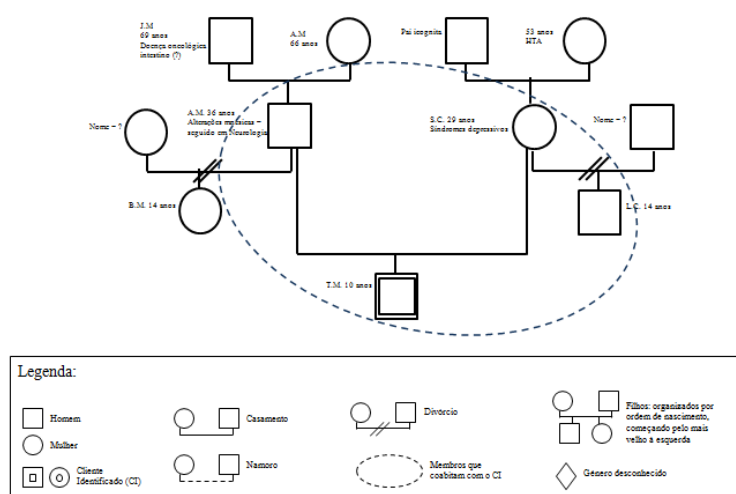 J.M
69 anos
Doença oncológica
intestino (?)
A.M
66 anos
Pai incognita
53 anos
HTA
Nome – ?
A.M. 36 anos
Alterações –
seguido em Neurologia
S.C. 29 anos
Síndromes depressivos
Nome – ?
B.M. 14 anos
L.C. 14 anos
T.M. 10 anos
Legenda:
Homem
Mulher
Cliente
Identificado (CI)
Casamento
Namoro
Divórcio
Membros que
coabitam com o CI
Filhos: organizados por
ordem de nascimento,
começando pelo mais
velho à esquerda
Género desconhecido